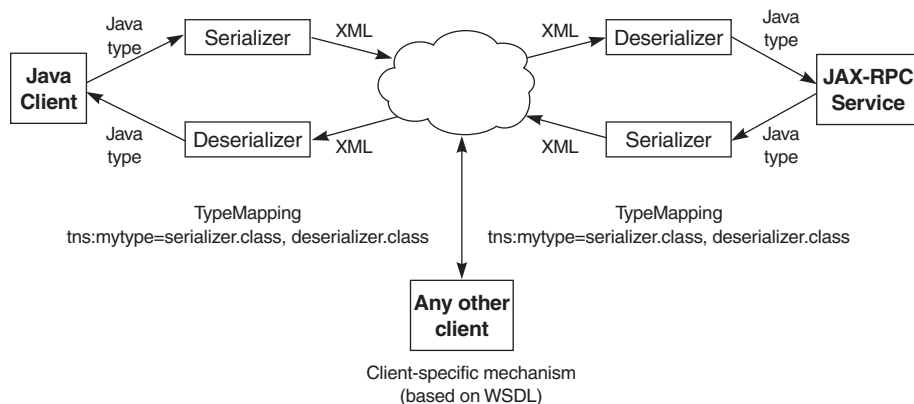 Java
type
Serializer
XML
XML
Deserializer
Java
type
Java
Client
JAX-RPC
Service
Java
type
Deserializer
XML
XML
Serializer
Java
type
TypeMapping
tns:mytype=serializer.class, deserializer.class
TypeMapping
tns:mytype=serializer.class, deserializer.class
Any other
client
Client-specific mechanism
(based on WSDL)